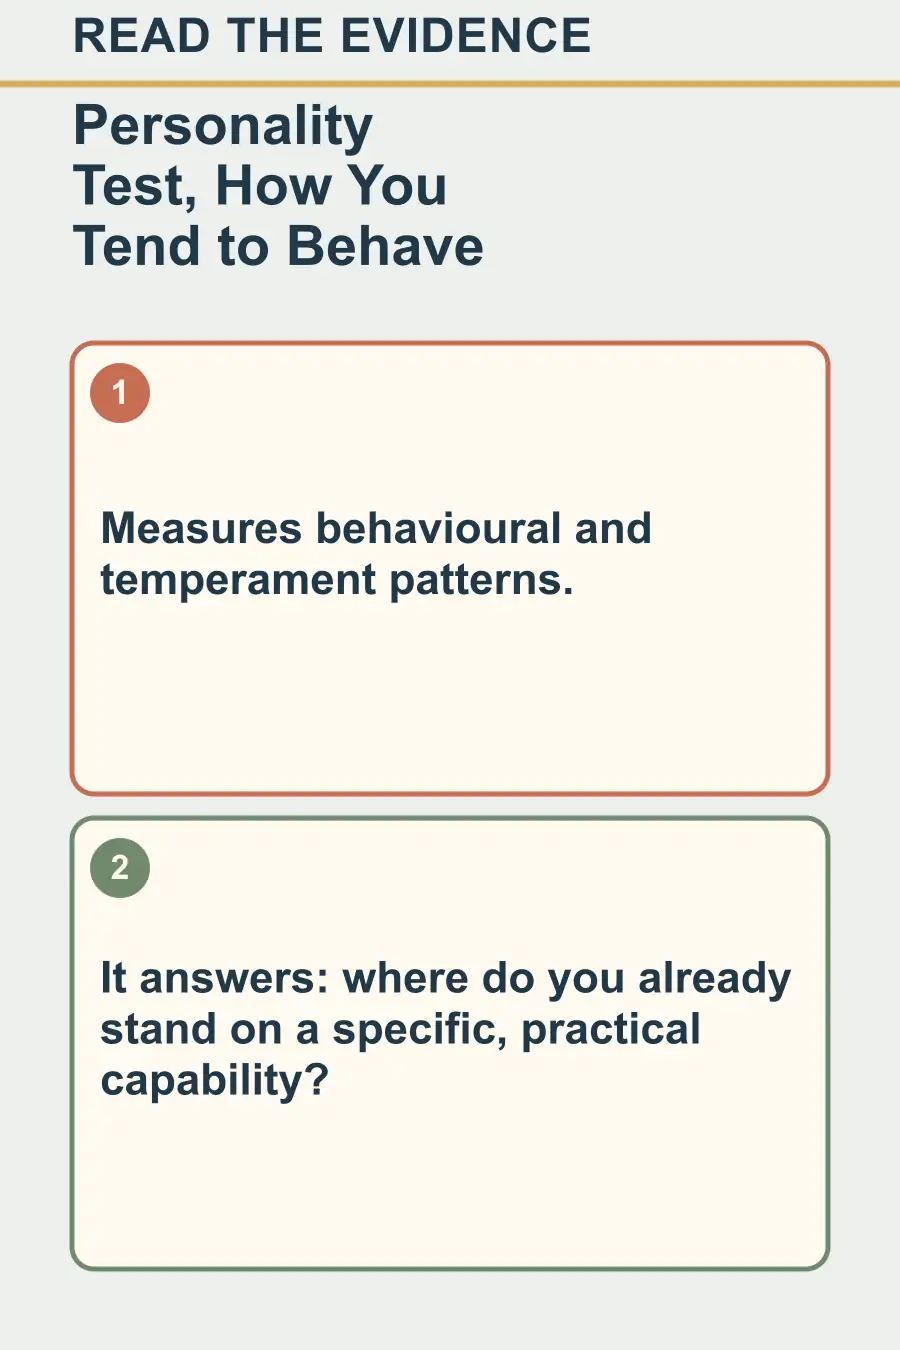 READ THE EVIDENCE
Personality
Test, How You
Tend to Behave
1
Measures behavioural and
temperament patterns.
2
It answers: where do you already
stand on a specific, practical
capability?